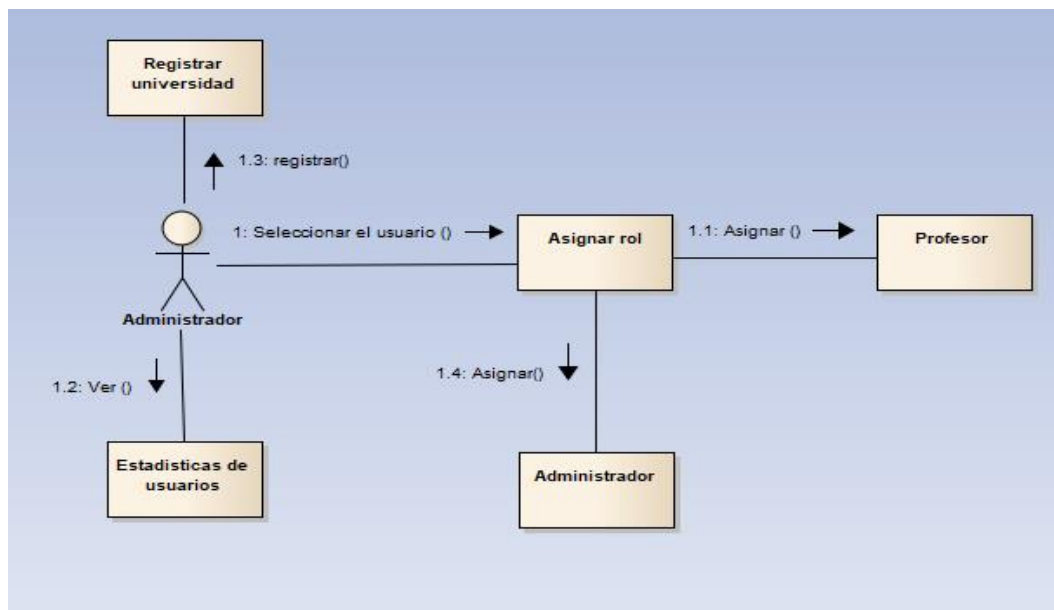 Registrar
universidad
1.3: registrar()
1: Seleccionar el usuario ()
Asignar rol
1.1: Asignar ()
Profesor
Administrador
1.2: Ver ()
1.4: Asignar()
Estadisticas de
usuarios
Administrador